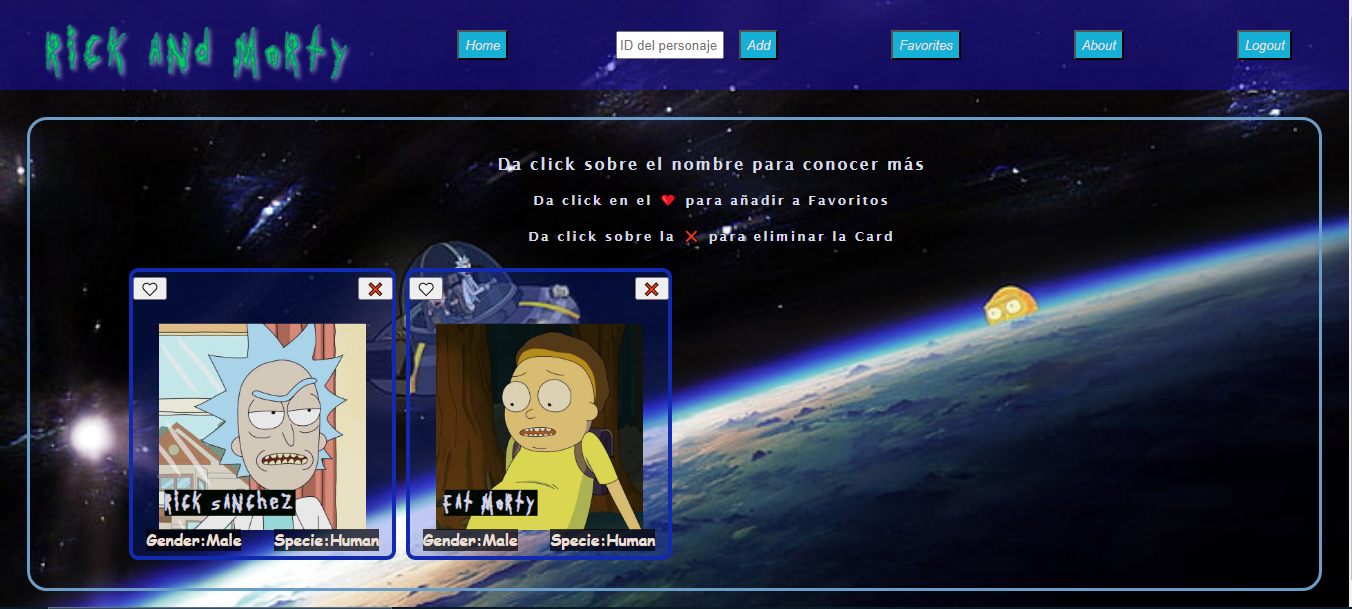 Rick and Morty
Home
ID del personaje
Add
Favorites
About
Logout
Da click sobre el nombre para conocer más
Da click en el ❤ para añadir a Favoritos
Da click sobre la ❌ para eliminar la Card
Rick Sanchez
Gender:Male
Specie:Human
Fat Morty
Gender:Male
Specie:Human